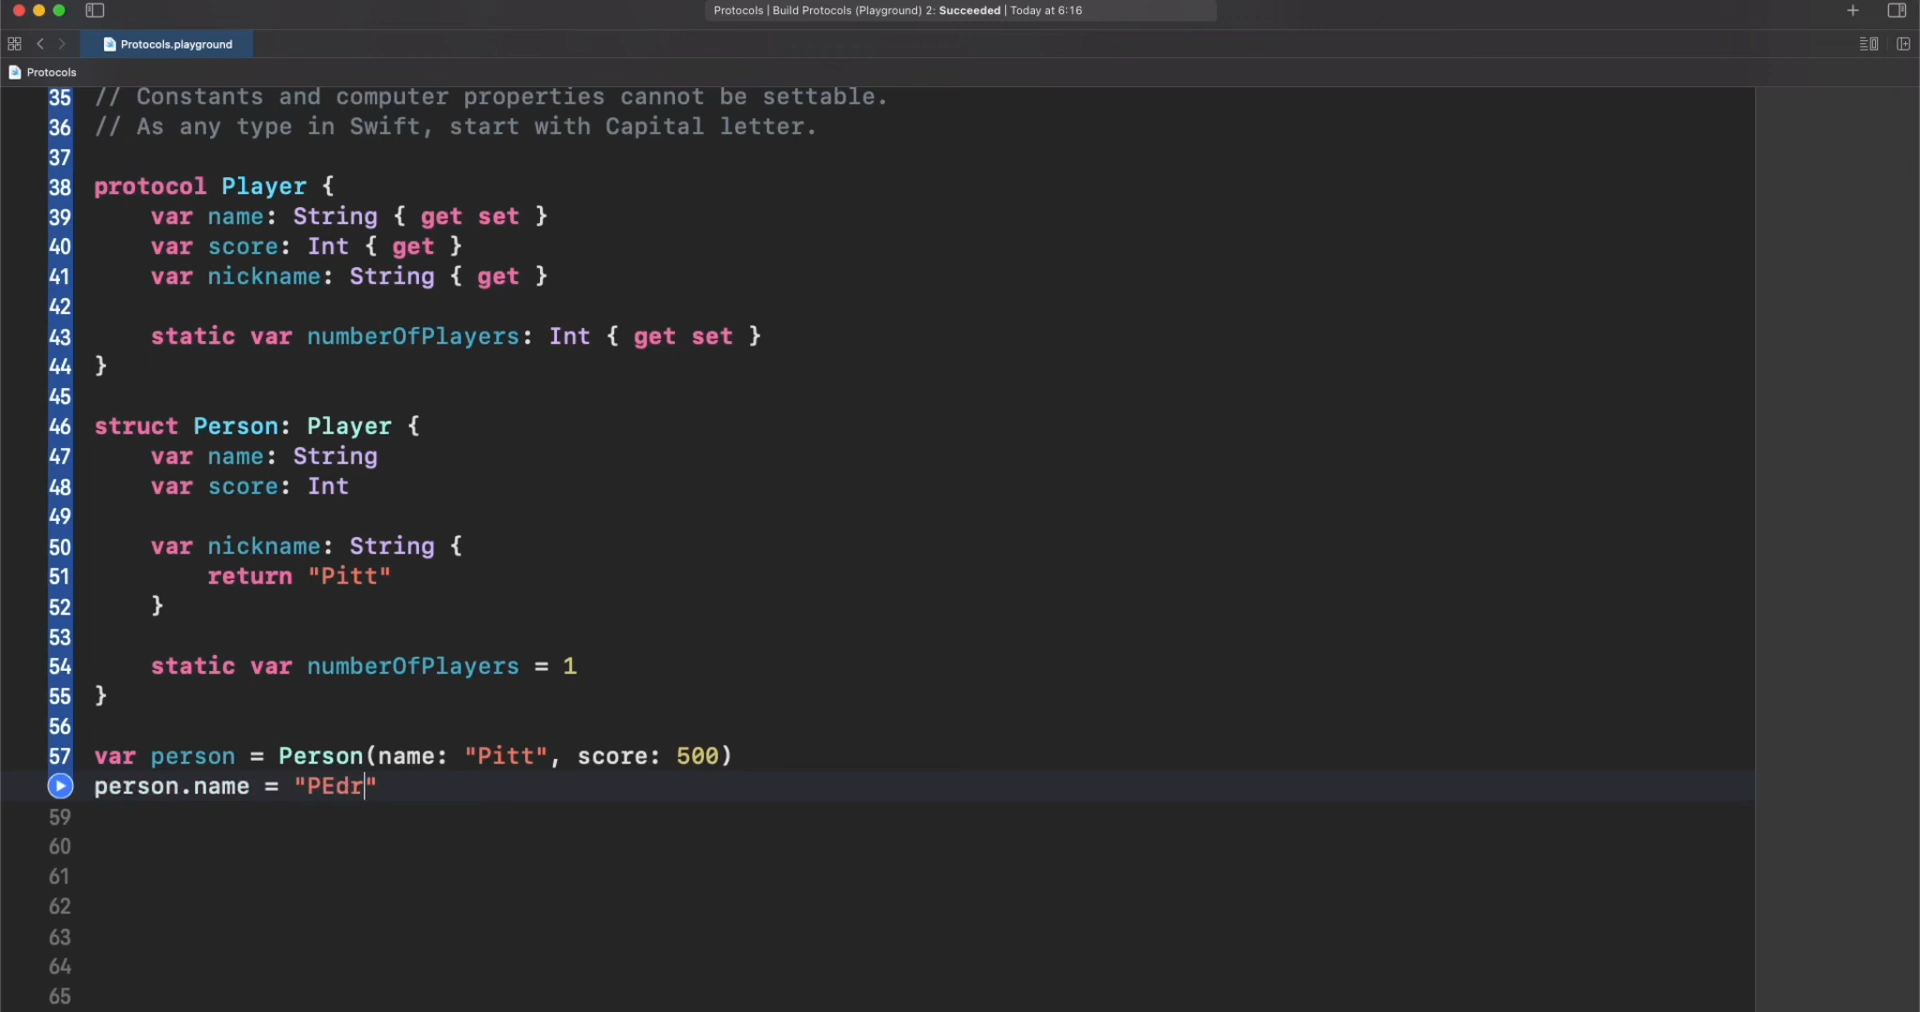 Protocols | Build Protocols (Playground) 2: Succeeded | Today at 6:16
Protocols.playground
Protocols
35 // Constants and computer properties cannot be settable.
36 // As any type in Swift, start with Capital letter.
37
38 protocol Player {
39     var name: String { get set }
40     var score: Int { get }
41     var nickname: String { get }
42
43     static var numberOfPlayers: Int { get set }
44 }
45
46 struct Person: Player {
47     var name: String
48     var score: Int
49
50     var nickname: String {
51         return "Pitt"
52     }
53
54     static var numberOfPlayers = 1
55 }
56
57 var person = Person(name: "Pitt", score: 500)
person.name = "PEdr"
59
60
61
62
63
64
65